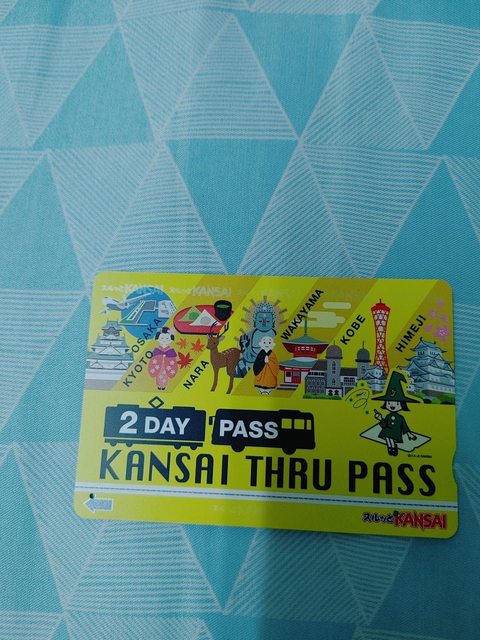 スルッとKANSAI スルッとKANSAI
OSAKA
KYOTO
NARA
WAKAYAMA
KOBE
HIMEJI
2 DAY PASS
KANSAI THRU PASS
スルッとKANSAI